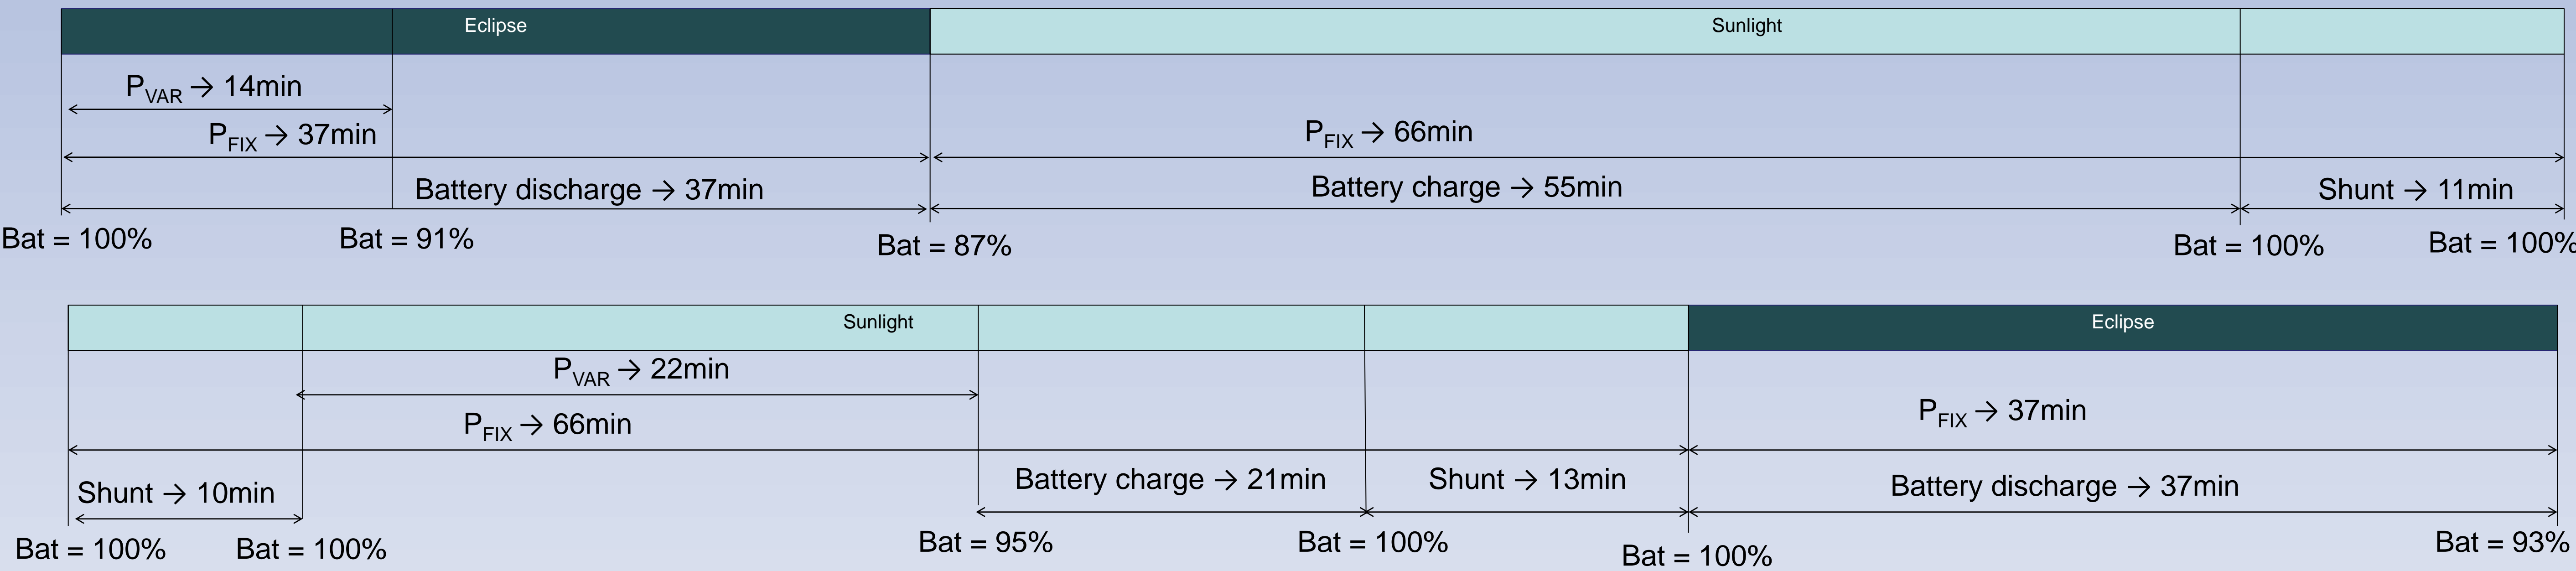 Eclipse
Sunlight
P_VAR → 14min
P_FIX → 37min
P_FIX → 66min
Battery discharge → 37min
Battery charge → 55min
Shunt → 11min
Bat = 100%
Bat = 91%
Bat = 87%
Bat = 100%
Bat = 100%
Sunlight
Eclipse
P_VAR → 22min
P_FIX → 66min
P_FIX → 37min
Shunt → 10min
Battery charge → 21min
Shunt → 13min
Battery discharge → 37min
Bat = 100%
Bat = 100%
Bat = 95%
Bat = 100%
Bat = 100%
Bat = 93%